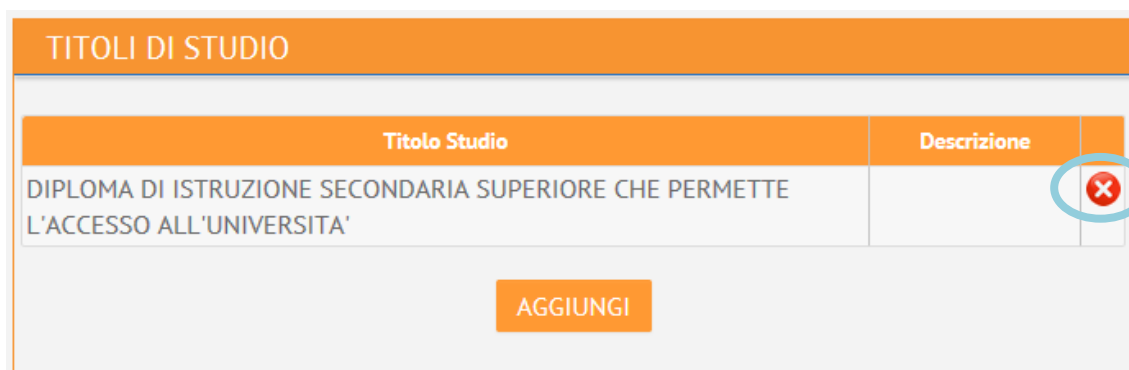 TITOLI DI STUDIO
Titolo Studio Descrizione
DIPLOMA DI ISTRUZIONE SECONDARIA SUPERIORE CHE PERMETTE
L'ACCESSO ALL'UNIVERSITA'
AGGIUNGI